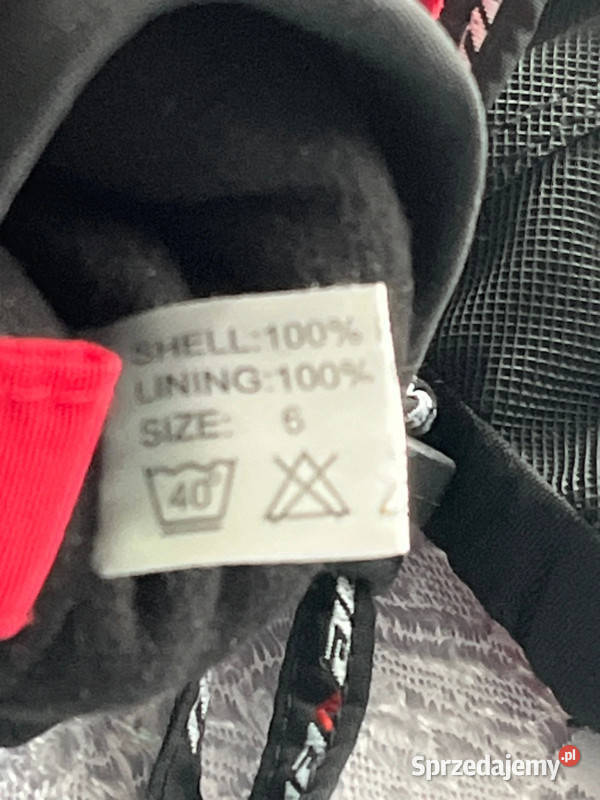 SHELL:100%
LINING:100%
SIZE: 6
40°
Sprzedajemy.pl